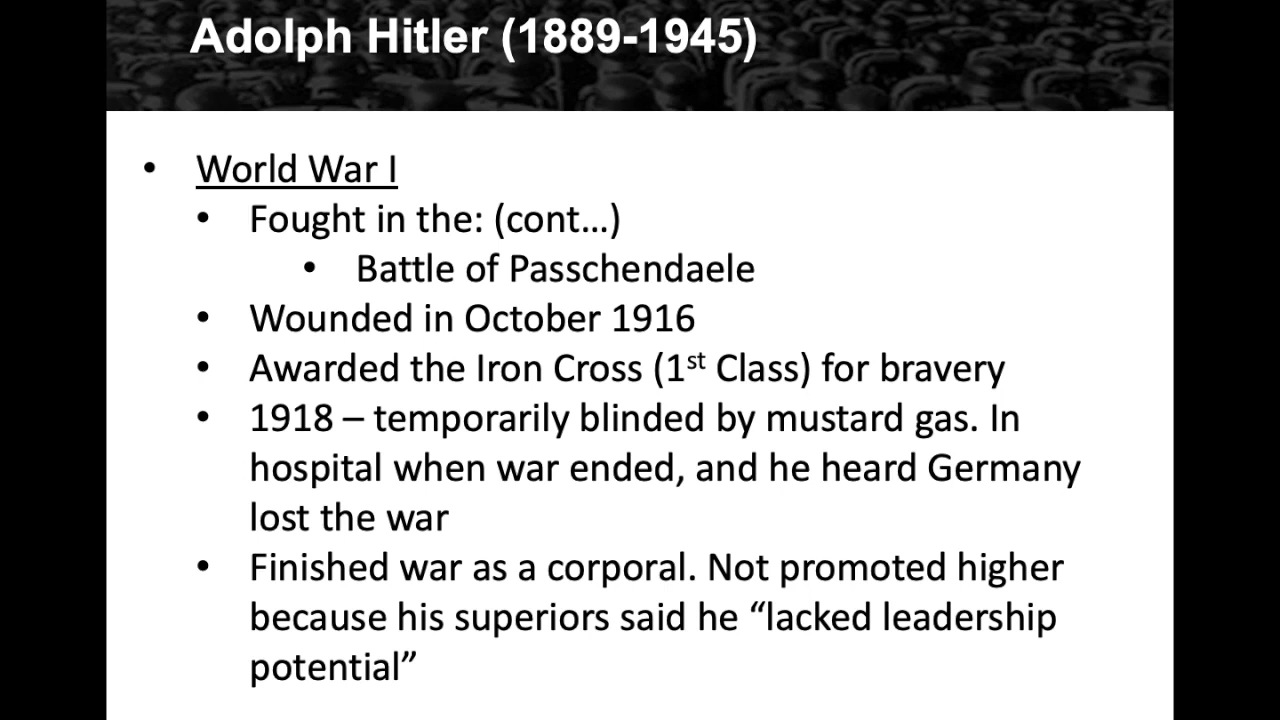 Adolph Hitler (1889-1945)
• World War I
• Fought in the: (cont…)
• Battle of Passchendaele
• Wounded in October 1916
• Awarded the Iron Cross (1st Class) for bravery
• 1918 – temporarily blinded by mustard gas. In
hospital when war ended, and he heard Germany
lost the war
• Finished war as a corporal. Not promoted higher
because his superiors said he “lacked leadership
potential”